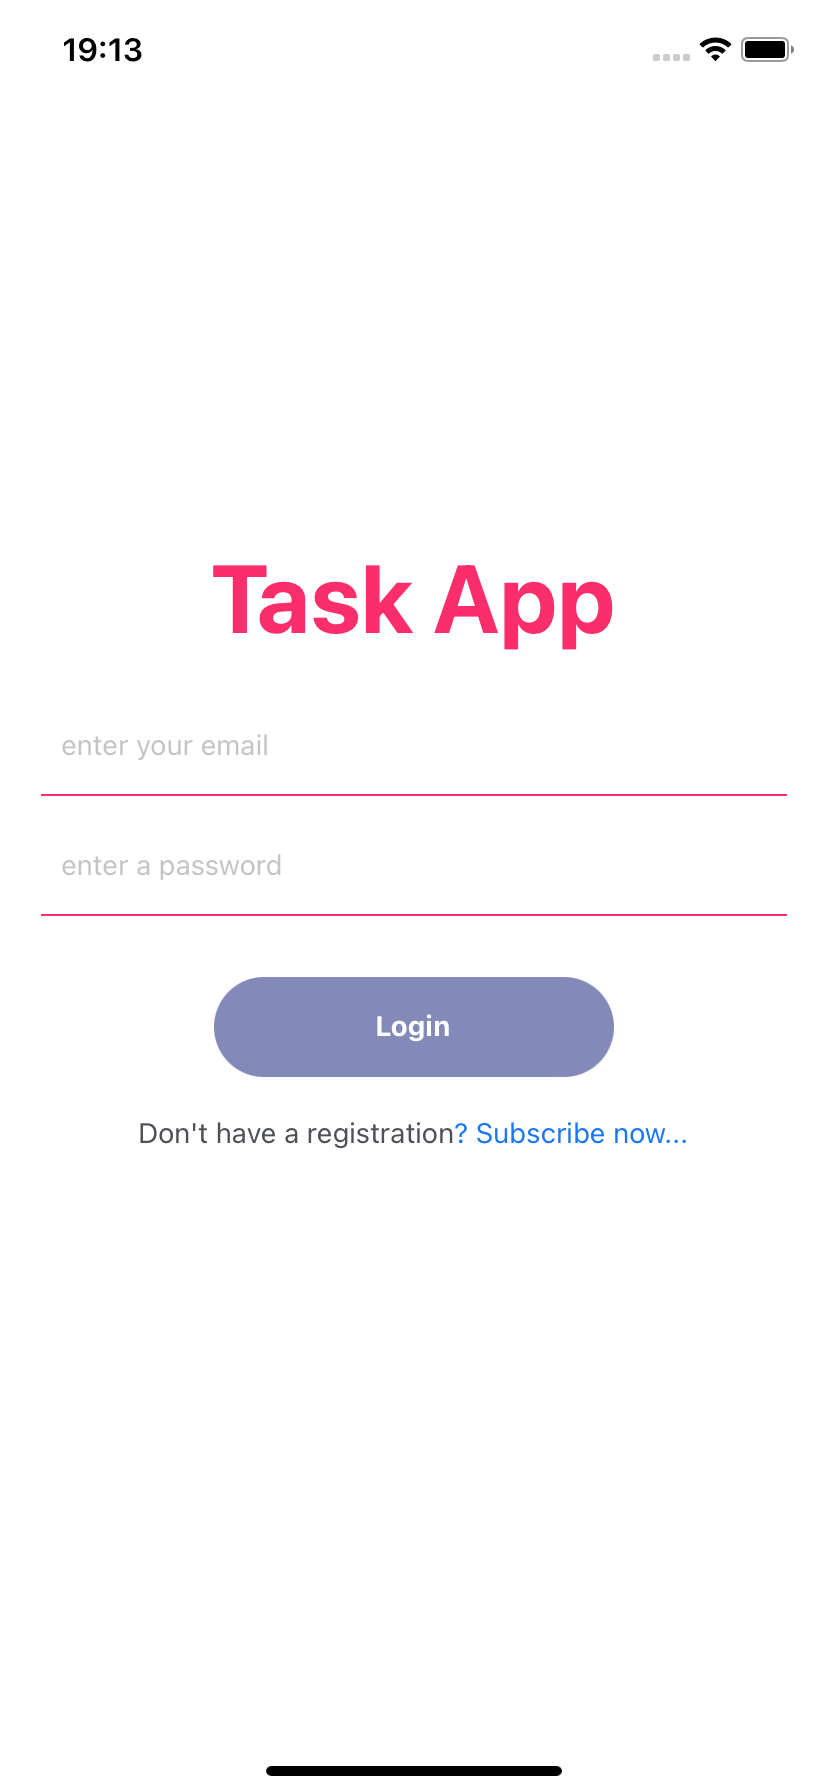 19:13
Task App
enter your email
enter a password
Login
Don't have a registration? Subscribe now...